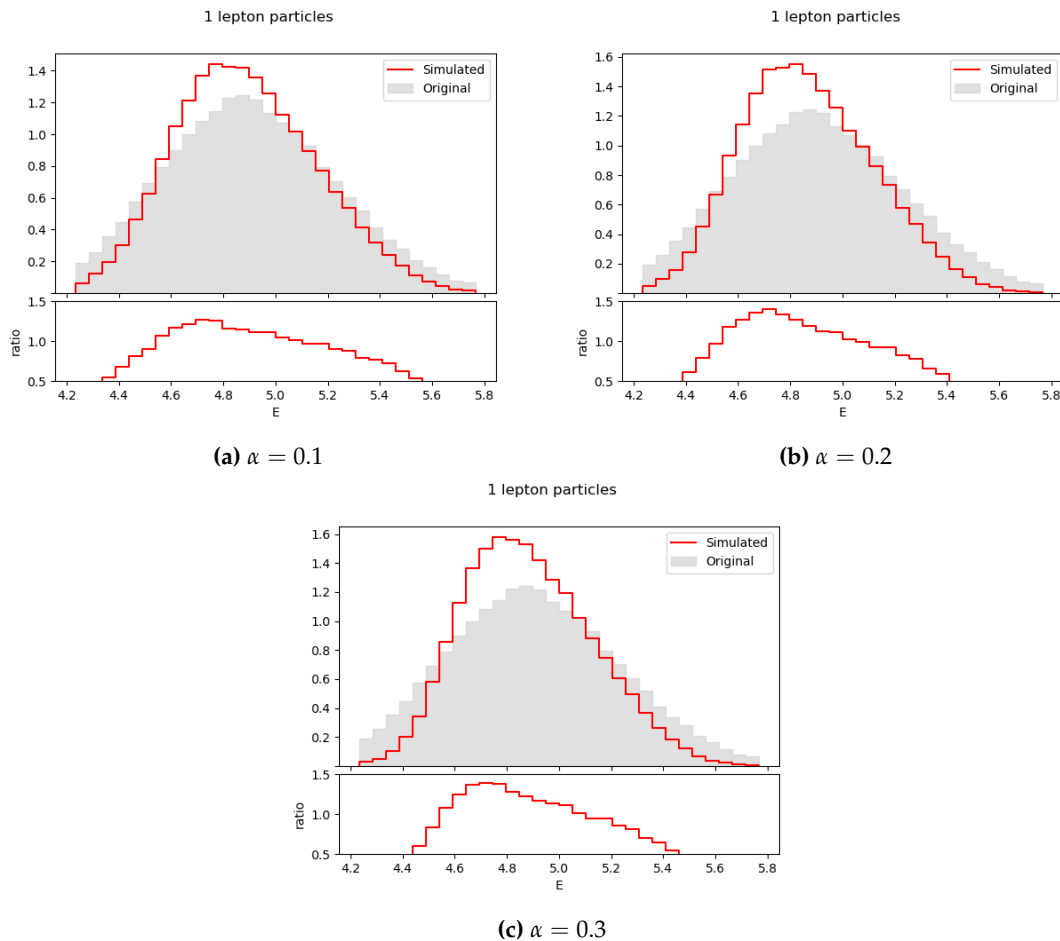 1 lepton particles
Simulated
Original
1.4
1.2
1.0
0.8
0.6
0.4
0.2
1.5
1.0
0.5
ratio
4.2 4.4 4.6 4.8 5.0 5.2 5.4 5.6 5.8
E
(a) α = 0.1
1 lepton particles
Simulated
Original
1.6
1.4
1.2
1.0
0.8
0.6
0.4
0.2
1.5
1.0
0.5
ratio
4.2 4.4 4.6 4.8 5.0 5.2 5.4 5.6 5.8
E
(b) α = 0.2
1 lepton particles
Simulated
Original
1.6
1.4
1.2
1.0
0.8
0.6
0.4
0.2
1.5
1.0
0.5
ratio
4.2 4.4 4.6 4.8 5.0 5.2 5.4 5.6 5.8
E
(c) α = 0.3